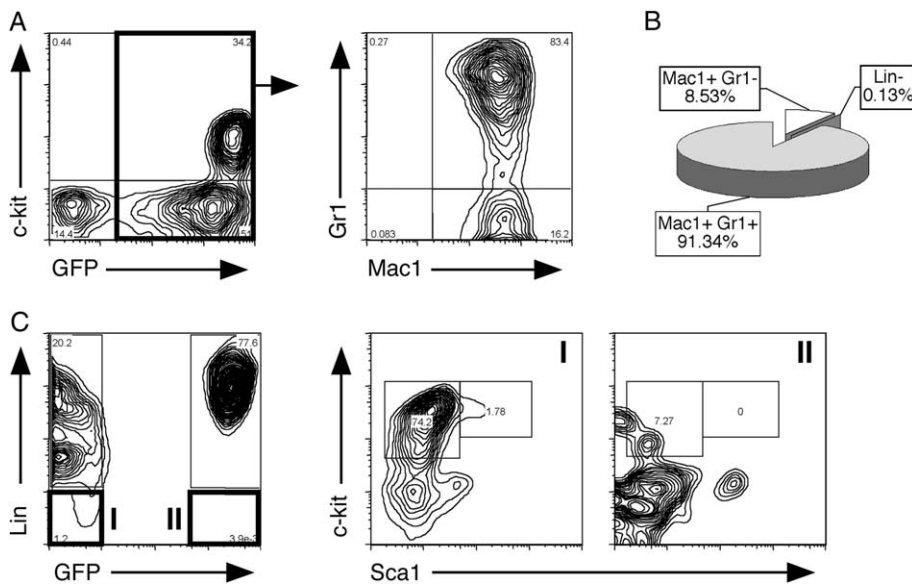 A
0.44
34.2
14.4
51
c-kit
GFP
0.27
83.4
0.083
16.2
Gr1
Mac1
B
Mac1+ Gr1-
8.53%
Lin-
0.13%
Mac1+ Gr1+
91.34%
C
20.2
77.6
1.2
3.9e-3
I
II
Lin
GFP
I
74.2
1.78
c-kit
II
7.27
0
Sca1